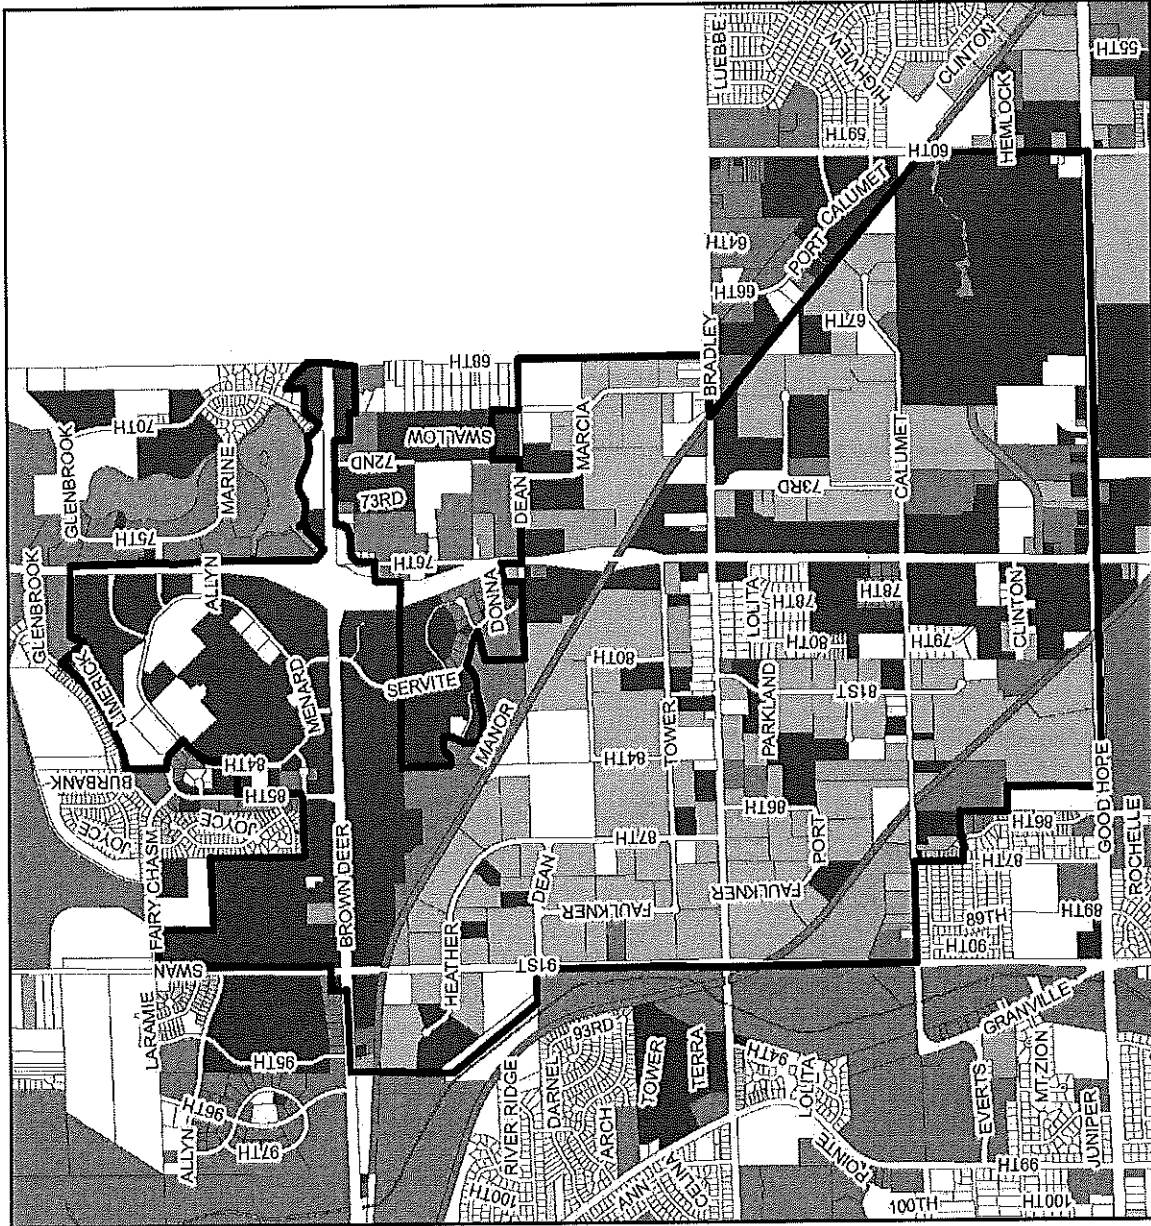 LUEBBE
HIGHVIEW
CLINTON
55TH
59TH
HEMLOCK
60TH
CALUMET
PORT
64TH
66TH
67TH
BRADLEY
68TH
GLENBROOK
70TH
MARINE
SWALLOW
72ND
73RD
MARCIA
DEAN
73RD
CALUMET
75TH
76TH
GLENBROOK
ALLYN
DONNA
LIMERICK
MENARD
SERVITE
MANOR
80TH
TOWER
LOLITA
78TH
80TH
78TH
79TH
CLINTON
PARKLAND
81ST
84TH
BURBANK
84TH
85TH
JOYCE
JOYCE
FAIRY CHASM
BROWN DEER
87TH
86TH
PORT
DEAN
FAULKNER
FAULKNER
GOOD HOPE
86TH
87TH
ROCHELLE
89TH
90TH
H168
SWAN
HEATHER
91ST
LARAMIE
95TH
96TH
ALLYN
97TH
RIVER RIDGE
DARNEL
93RD
ARCH
TOWER
TERRA
94TH
LOLITA
GRANVILLE
EVERTS
MT ZION
JUNIPER
100TH
ANN
CELINA
POINTE
99TH
100TH
100TH